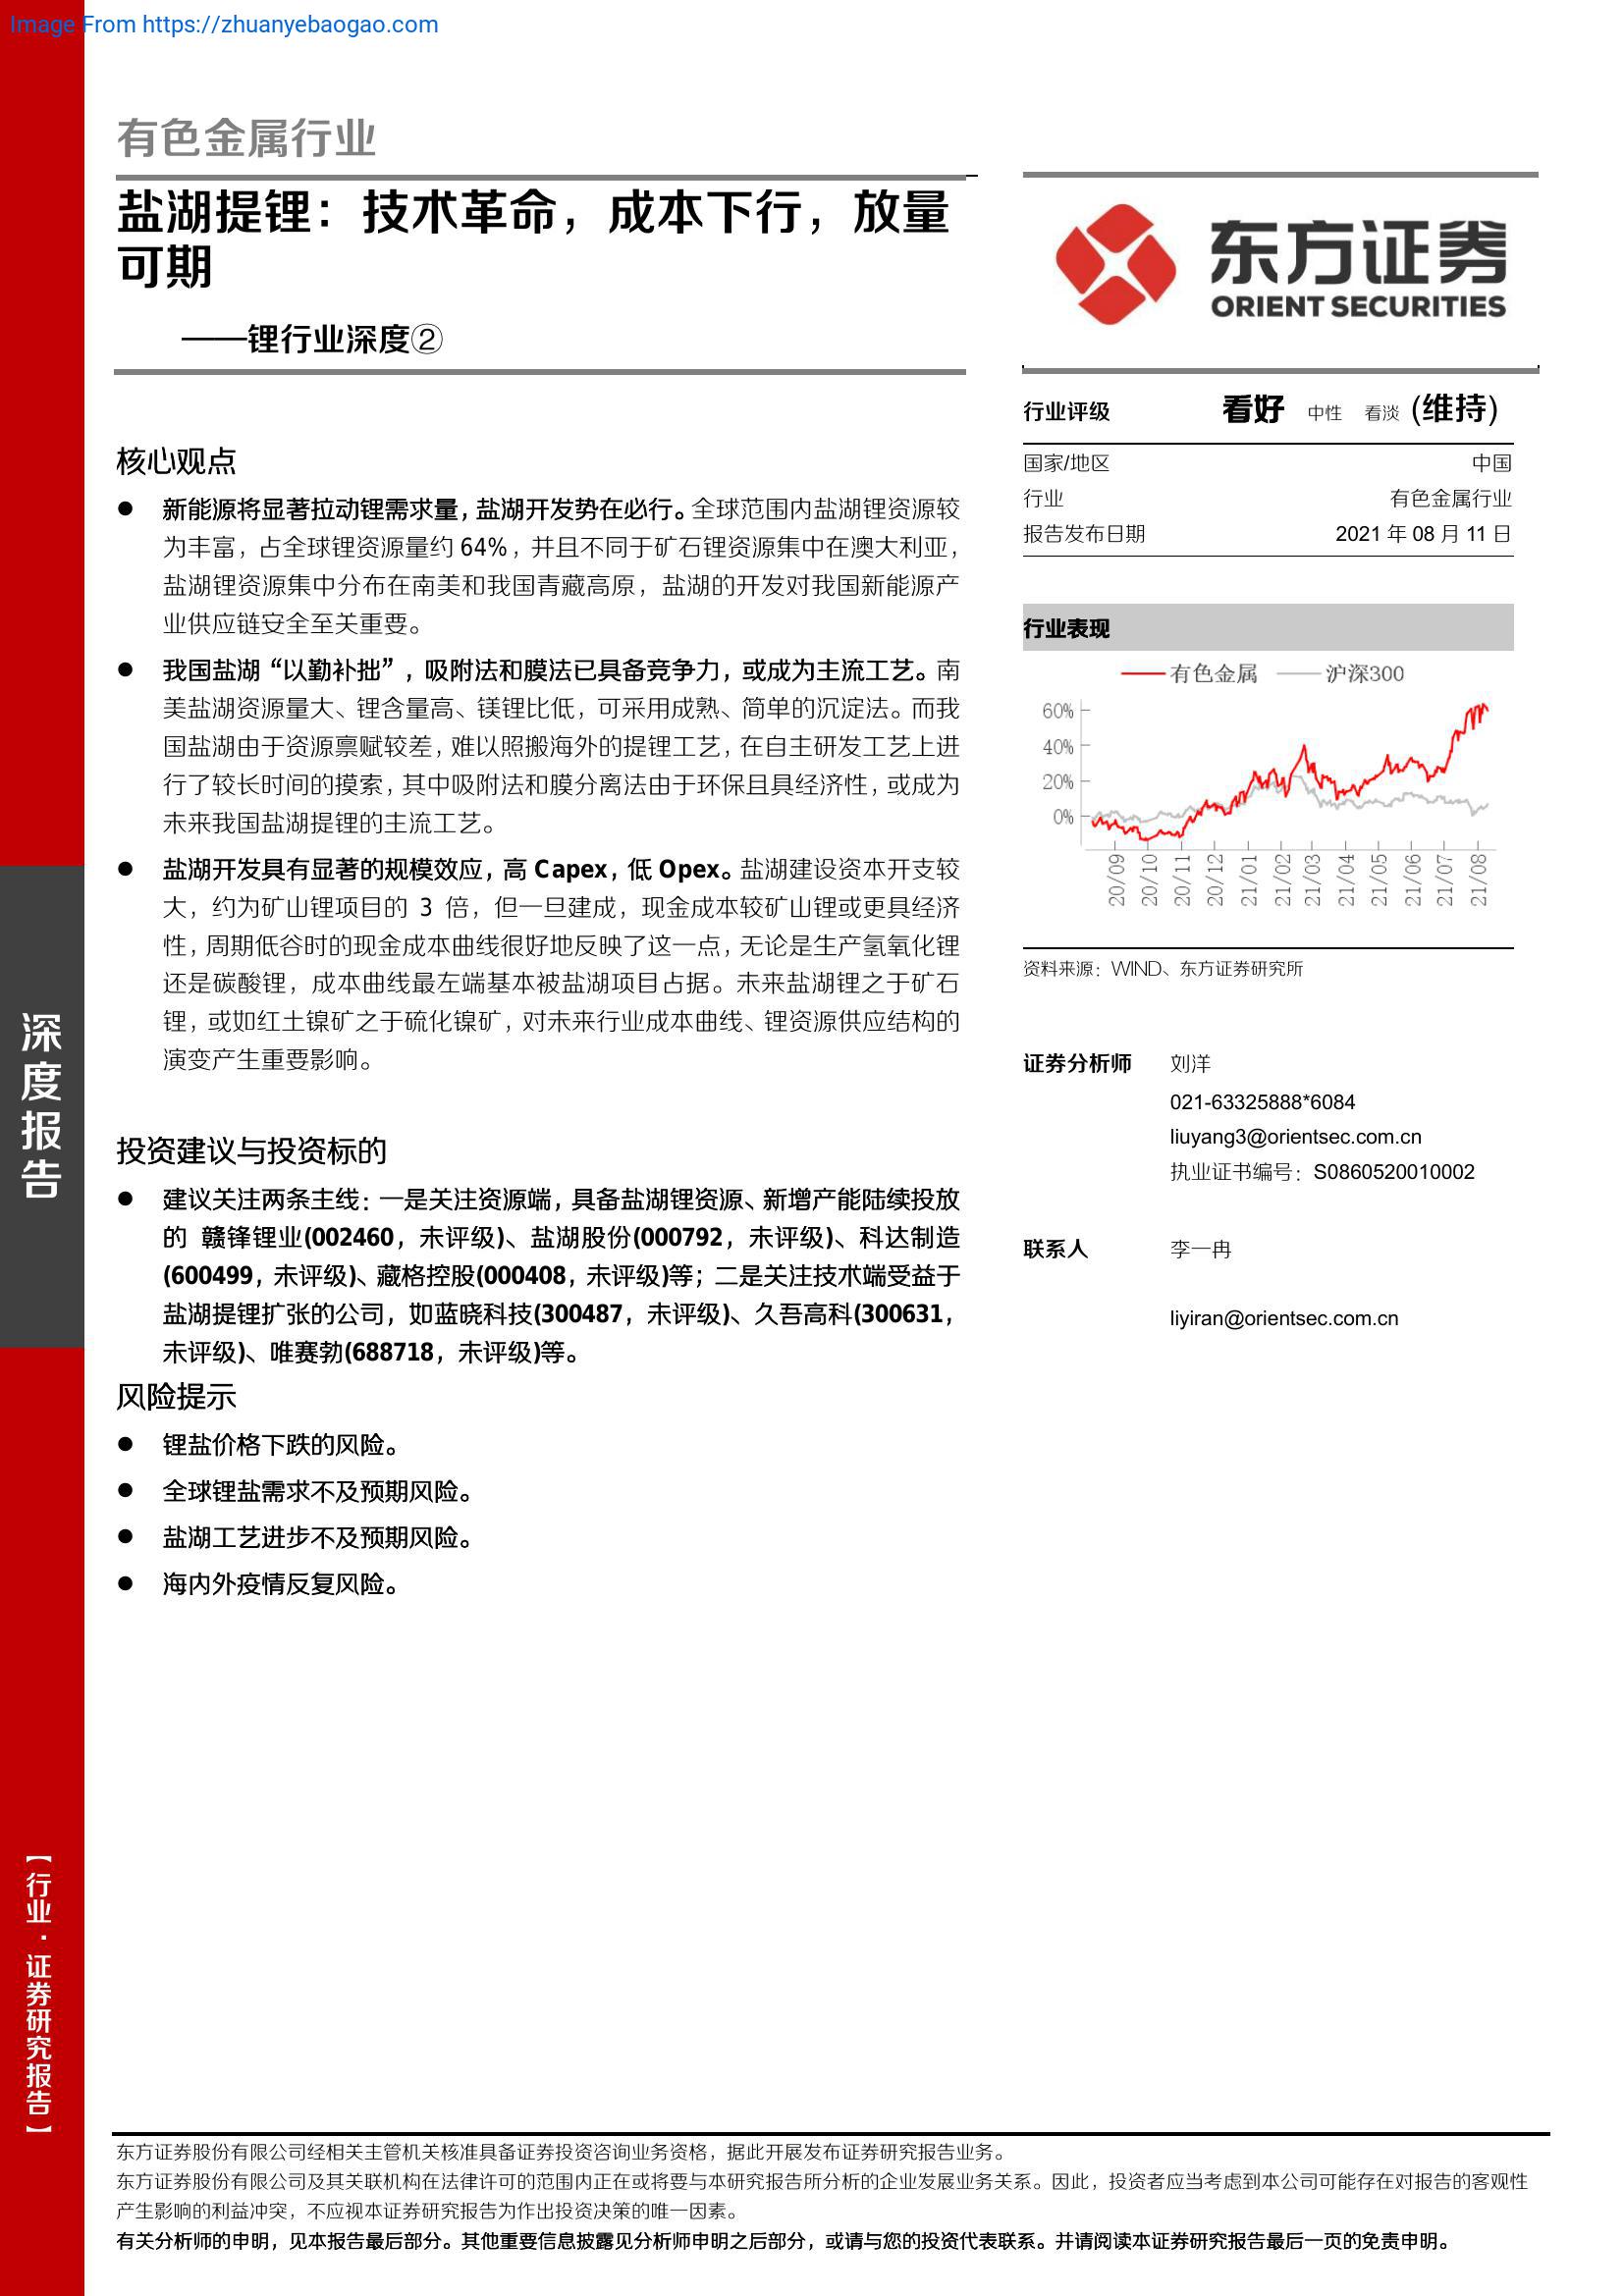 Image From https://zhuanyebaogao.com
有色金属行业
盐湖提锂：技术革命，成本下行，放量
可期
——锂行业深度②
核心观点
● 新能源将显著拉动锂需求量，盐湖开发势在必行。全球范围内盐湖锂资源较
为丰富，占全球锂资源量约 64%，并且不同于矿石锂资源集中在澳大利亚，
盐湖锂资源集中分布在南美和我国青藏高原，盐湖的开发对我国新能源产
业供应链安全至关重要。
● 我国盐湖“以勤补拙”，吸附法和膜法已具备竞争力，或成为主流工艺。南
美盐湖资源量大、锂含量高、镁锂比低，可采用成熟、简单的沉淀法。而我
国盐湖由于资源禀赋较差，难以照搬海外的提锂工艺，在自主研发工艺上进
行了较长时间的摸索，其中吸附法和膜分离法由于环保且具经济性，或成为
未来我国盐湖提锂的主流工艺。
● 盐湖开发具有显著的规模效应，高 Capex，低 Opex。盐湖建设资本开支较
大，约为矿山锂项目的 3 倍，但一旦建成，现金成本较矿山锂或更具经济
性，周期低谷时的现金成本曲线很好地反映了这一点，无论是生产氢氧化锂
还是碳酸锂，成本曲线最左端基本被盐湖项目占据。未来盐湖锂之于矿石
锂，或如红土镍矿之于硫化镍矿，对未来行业成本曲线、锂资源供应结构的
演变产生重要影响。
投资建议与投资标的
● 建议关注两条主线：一是关注资源端，具备盐湖锂资源、新增产能陆续投放
的 赣锋锂业(002460，未评级)、盐湖股份(000792，未评级)、科达制造
(600499，未评级)、藏格控股(000408，未评级)等；二是关注技术端受益于
盐湖提锂扩张的公司，如蓝晓科技(300487，未评级)、久吾高科(300631，
未评级)、唯赛勃(688718，未评级)等。
风险提示
● 锂盐价格下跌的风险。
● 全球锂盐需求不及预期风险。
● 盐湖工艺进步不及预期风险。
● 海内外疫情反复风险。
东方证券
ORIENT SECURITIES
行业评级 看好 中性 看淡 (维持)
国家/地区 中国
行业 有色金属行业
报告发布日期 2021 年 08 月 11 日
行业表现
有色金属 沪深300
60%
40%
20%
0%
20/09 20/10 20/11 20/12 21/01 21/02 21/03 21/04 21/05 21/06 21/07 21/08
资料来源：WIND、东方证券研究所
证券分析师 刘洋
021-63325888*6084
liuyang3@orientsec.com.cn
执业证书编号：S0860520010002
联系人 李一冉
liyiran@orientsec.com.cn
深度报告
【行业·证券研究报告】
东方证券股份有限公司经相关主管机关核准具备证券投资咨询业务资格，据此开展发布证券研究报告业务。
东方证券股份有限公司及其关联机构在法律许可的范围内正在或将要与本研究报告所分析的企业发展业务关系。因此，投资者应当考虑到本公司可能存在对报告的客观性
产生影响的利益冲突，不应视本证券研究报告为作出投资决策的唯一因素。
有关分析师的申明，见本报告最后部分。其他重要信息披露见分析师申明之后部分，或请与您的投资代表联系。并请阅读本证券研究报告最后一页的免责申明。